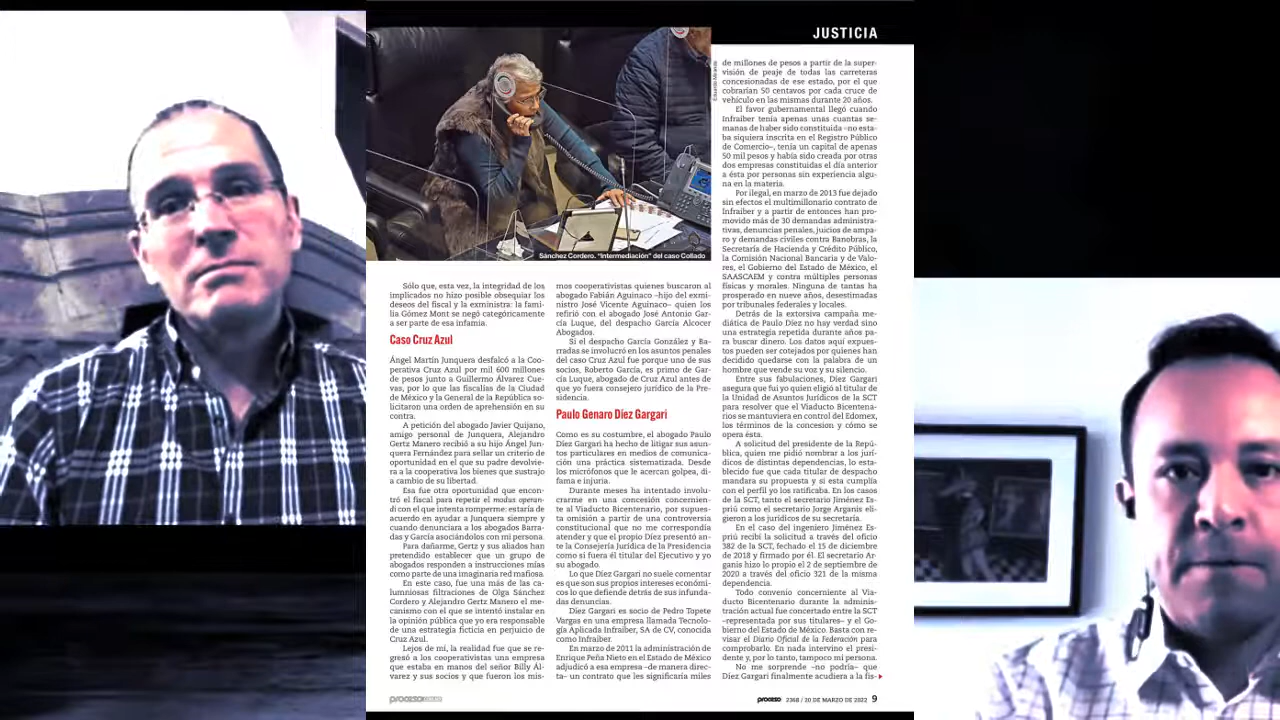 JUSTICIA
Eduardo Miranda
Sánchez Cordero. "Intermediación" del caso Collado
Sólo que, esta vez, la integridad de los
implicados no hizo posible obsequiar los
deseos del fiscal y la exministra: la fami-
lia Gómez Mont se negó categóricamente
a ser parte de esa infamia.
Caso Cruz Azul
Ángel Martín Junquera desfalcó a la Coo-
perativa Cruz Azul por mil 600 millones
de pesos junto a Guillermo Álvarez Cue-
vas, por lo que las fiscalías de la Ciudad
de México y la General de la República so-
licitaron una orden de aprehensión en su
contra.
A petición del abogado Javier Quijano,
amigo personal de Junquera, Alejandro
Gertz Manero recibió a su hijo Ángel Jun-
quera Fernández para sellar un criterio de
oportunidad en el que su padre devolvie-
ra a la cooperativa los bienes que sustrajo
a cambio de su libertad.
Esa fue otra oportunidad que encon-
tró el fiscal para repetir el modus operan-
di con el que intenta romperme: estaría de
acuerdo en ayudar a Junquera siempre y
cuando denunciara a los abogados Barra-
das y García asociándolos con mi persona.
Para dañarme, Gertz y sus aliados han
pretendido establecer que un grupo de
abogados responden a instrucciones mías
como parte de una imaginaria red mafiosa.
En este caso, fue una más de las ca-
lumniosas filtraciones de Olga Sánchez
Cordero y Alejandro Gertz Manero el me-
canismo con el que se intentó instalar en
la opinión pública que yo era responsable
de una estrategia ficticia en perjuicio de
Cruz Azul.
Lejos de mí, la realidad fue que se re-
gresó a los cooperativistas una empresa
que estaba en manos del señor Billy Ál-
varez y sus socios y que fueron los mis-
mos cooperativistas quienes buscaron al
abogado Fabián Aguinaco –hijo del exmi-
nistro José Vicente Aguinaco– quien los
refirió con el abogado José Antonio Gar-
cía Luque, del despacho García Alcocer
Abogados.
Si el despacho García González y Ba-
rradas se involucró en los asuntos penales
del caso Cruz Azul fue porque uno de sus
socios, Roberto García, es primo de Gar-
cía Luque, abogado de Cruz Azul antes de
que yo fuera consejero jurídico de la Pre-
sidencia.
Paulo Genaro Díez Gargari
Como es su costumbre, el abogado Paulo
Díez Gargari ha hecho de litigar sus asun-
tos particulares en medios de comunica-
ción una práctica sistematizada. Desde
los micrófonos que le acercan golpea, di-
fama e injuria.
Durante meses ha intentado involu-
crarme en una concesión concernien-
te al Viaducto Bicentenario, por supues-
ta omisión a partir de una controversia
constitucional que no me correspondía
atender y que el propio Díez presentó an-
te la Consejería Jurídica de la Presidencia
como si fuera él titular del Ejecutivo y yo
su abogado.
Lo que Díez Gargari no suele comentar
es que son sus propios intereses económi-
cos lo que defiende detrás de sus infunda-
das denuncias.
Díez Gargari es socio de Pedro Topete
Vargas en una empresa llamada Tecnolo-
gía Aplicada Infraiber, SA de CV, conocida
como Infraiber.
En marzo de 2011 la administración de
Enrique Peña Nieto en el Estado de México
adjudicó a esa empresa –de manera direc-
ta– un contrato que les significaría miles
de millones de pesos a partir de la super-
visión de peaje de todas las carreteras
concesionadas de ese estado, por el que
cobrarían 50 centavos por cada cruce de
vehículo en las mismas durante 20 años.
El favor gubernamental llegó cuando
Infraiber tenía apenas unas cuantas se-
manas de haber sido constituida –no esta-
ba siquiera inscrita en el Registro Público
de Comercio–, tenía un capital de apenas
50 mil pesos y había sido creada por otras
dos empresas constituidas el día anterior
a ésta por personas sin experiencia algu-
na en la materia.
Por ilegal, en marzo de 2013 fue dejado
sin efectos el multimillonario contrato de
Infraiber y a partir de entonces han pro-
movido más de 30 demandas administra-
tivas, denuncias penales, juicios de ampa-
ro y demandas civiles contra Banobras, la
Secretaría de Hacienda y Crédito Público,
la Comisión Nacional Bancaria y de Valo-
res, el Gobierno del Estado de México, el
SAASCAEM y contra múltiples personas
físicas y morales. Ninguna de tantas ha
prosperado en nueve años, desestimadas
por tribunales federales y locales.
Detrás de la extorsiva campaña me-
diática de Paulo Díez no hay verdad sino
una estrategia repetida durante años pa-
ra buscar dinero. Los datos aquí expues-
tos pueden ser cotejados por quienes han
decidido quedarse con la palabra de un
hombre que vende su voz y su silencio.
Entre sus fabulaciones, Díez Gargari
asegura que fui yo quien eligió al titular de
la Unidad de Asuntos Jurídicos de la SCT
para resolver que el Viaducto Bicentena-
rios se mantuviera en control del Edomex,
los términos de la concesion y cómo se
opera ésta.
A solicitud del presidente de la Repú-
blica, quien me pidió nombrar a los jurí-
dicos de distintas dependencias, lo esta-
blecido fue que cada titular de despacho
mandara su propuesta y si esta cumplía
con el perfil yo los ratificaba. En los casos
de la SCT, tanto el secretario Jiménez Es-
priú como el secretario Jorge Arganis eli-
gieron a los jurídicos de su secretaría.
En el caso del ingeniero Jiménez Es-
priú recibí la solicitud a través del oficio
382 de la SCT, fechado el 15 de diciembre
de 2018 y firmado por él. El secretario Ar-
ganis hizo lo propio el 2 de septiembre de
2020 a través del oficio 321 de la misma
dependencia.
Todo convenio concerniente al Via-
ducto Bicentenario durante la adminis-
tración actual fue concertado entre la SCT
–representada por sus titulares– y el Go-
bierno del Estado de México. Basta con re-
visar el Diario Oficial de la Federación para
comprobarlo. En nada intervino el presi-
dente y, por lo tanto, tampoco mi persona.
No me sorprende –no podría– que
Díez Gargari finalmente acudiera a la fis-
proceso
proceso 2368 / 20 DE MARZO DE 2022 9